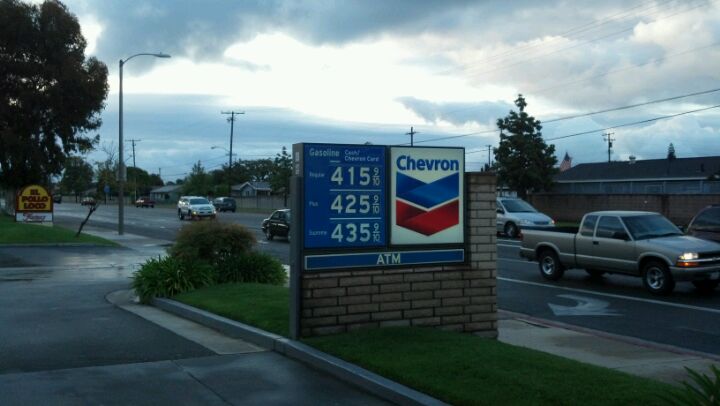 EL
POLLO
LOCO
Gasoline Cash/
Chevron Card
Regular 415 9/10
Plus 425 9/10
Supreme 435 9/10
Chevron
ATM